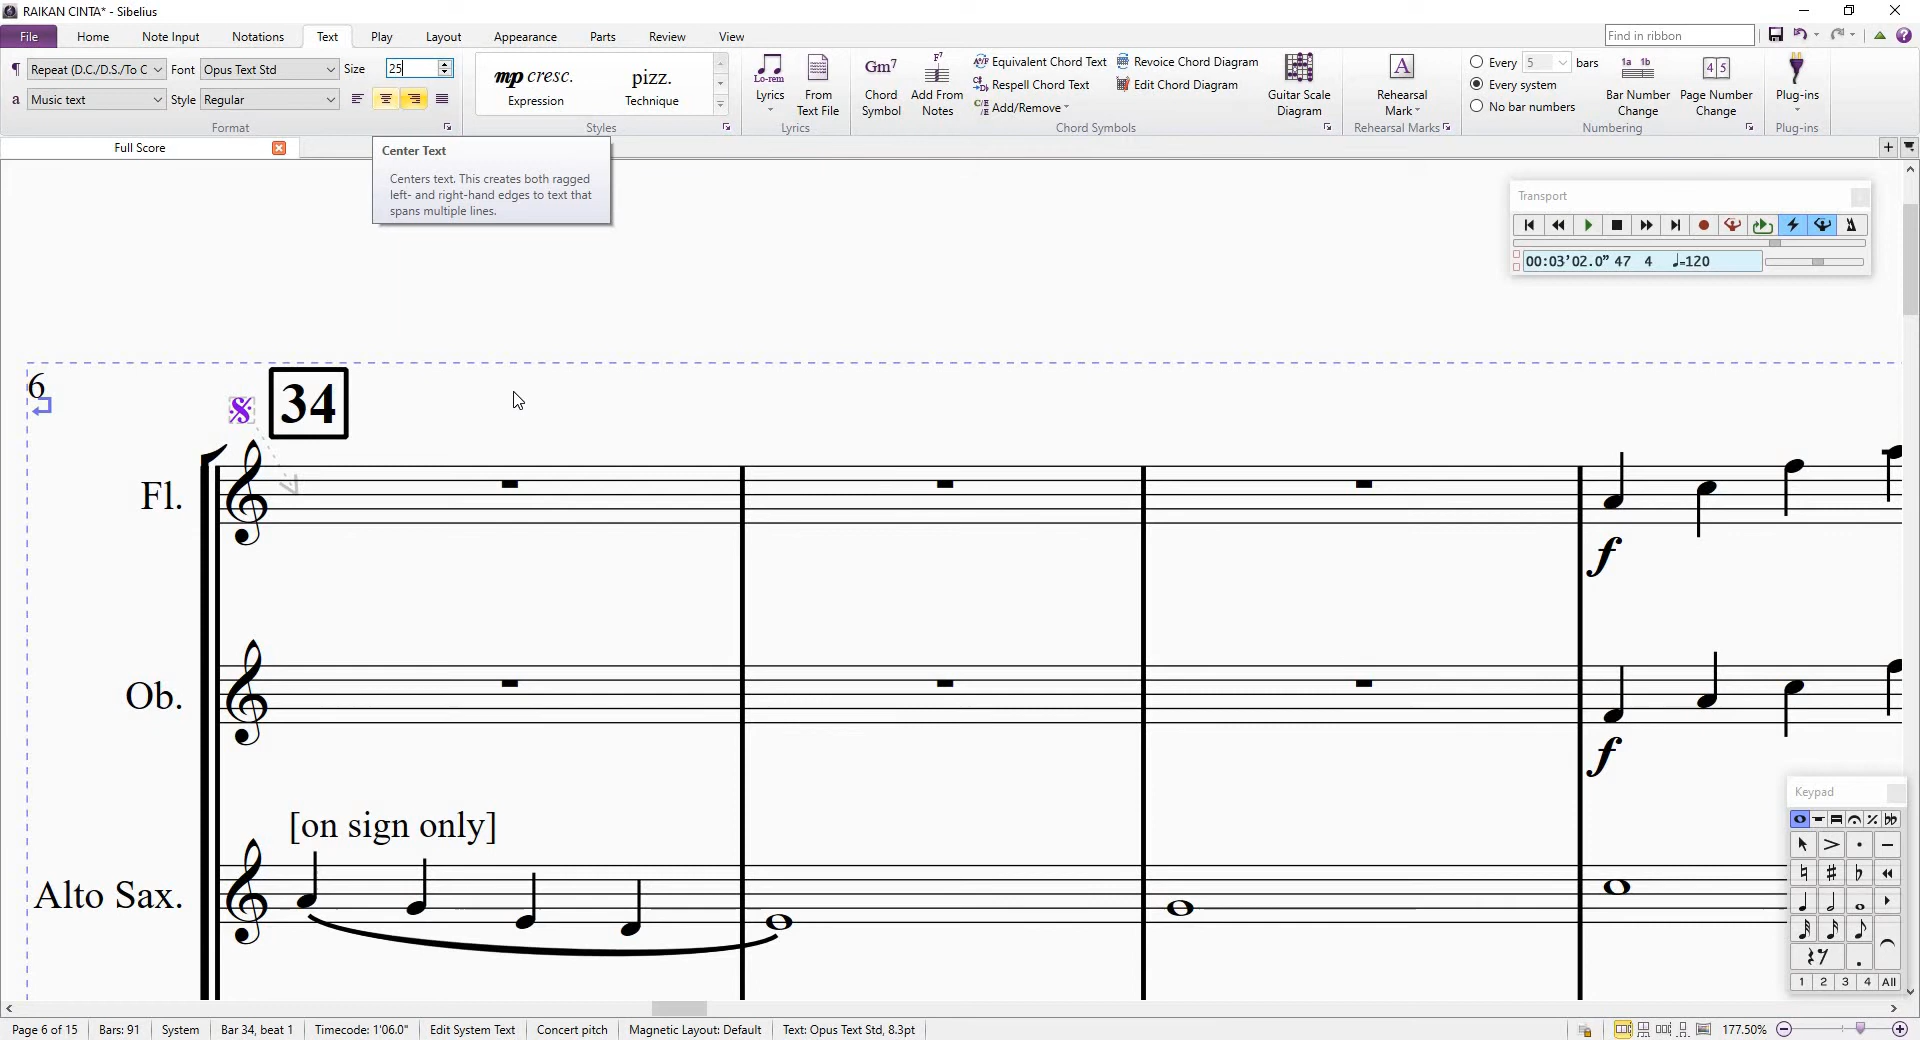 RAIKAN CINTA* - Sibelius
File Home Note Input Notations Text Play Layout Appearance Parts Review View Find in ribbon
Repeat (D.C./D.S./To C Font Opus Text Std Size 25
a Music text Style Regular
Format
mp cresc.
Expression
pizz.
Technique
Styles
Lo-rem
Lyrics
From
Text File
Lyrics
Gm7
Chord
Symbol
F7
Add From
Notes
Equivalent Chord Text
Respell Chord Text
Add/Remove
Revoice Chord Diagram
Edit Chord Diagram
Guitar Scale
Diagram
Chord Symbols
A
Rehearsal
Mark
Rehearsal Marks
Every 5 bars
Every system
No bar numbers
1a 1b
Bar Number
Change
4 5
Page Number
Change
Numbering
Plug-ins
Plug-ins
Full Score
Center Text
Centers text. This creates both ragged
left- and right-hand edges to text that
spans multiple lines.
Transport
00:03'02.0" 47 4 ♩=120
6
34
Fl.
f
Ob.
f
[on sign only]
Alto Sax.
Keypad
1 2 3 4 All
Page 6 of 15 Bars: 91 System Bar 34, beat 1 Timecode: 1'06.0" Edit System Text Concert pitch Magnetic Layout: Default Text: Opus Text Std, 8.3pt 177.50%